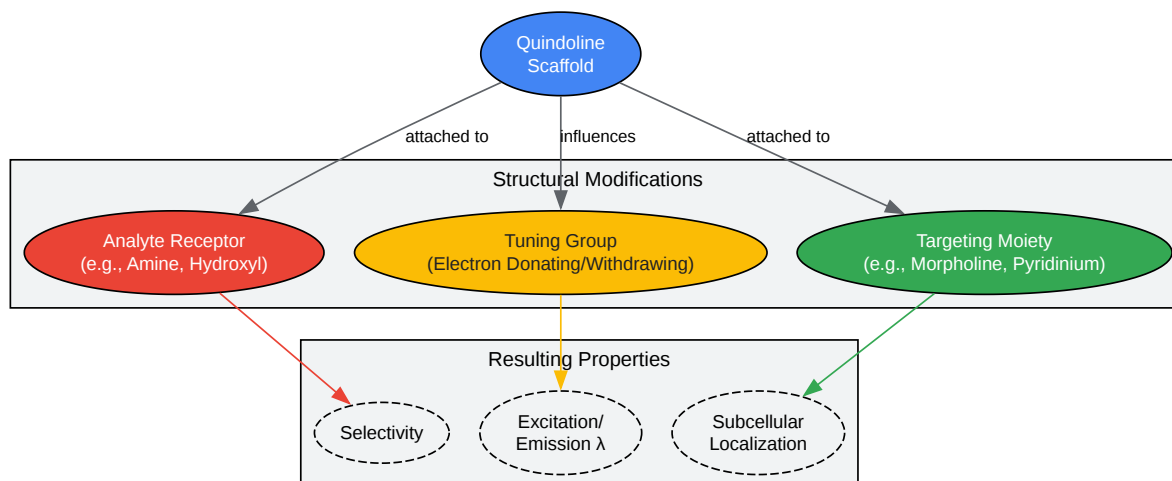 Quindoline
Scaffold
attached to
influences
attached to
Structural Modifications
Analyte Receptor
(e.g., Amine, Hydroxyl)
Tuning Group
(Electron Donating/Withdrawing)
Targeting Moiety
(e.g., Morpholine, Pyridinium)
Resulting Properties
Selectivity
Excitation/
Emission λ
Subcellular
Localization